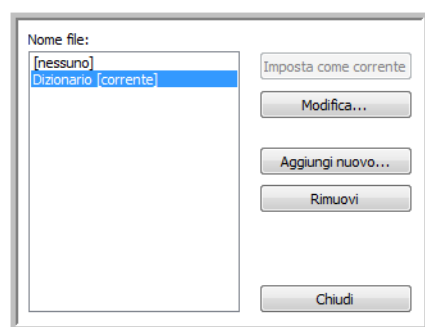 Nome file:
[nessuno]
Dizionario [corrente]
Imposta come corrente
Modifica...
Aggiungi nuovo...
Rimuovi
Chiudi